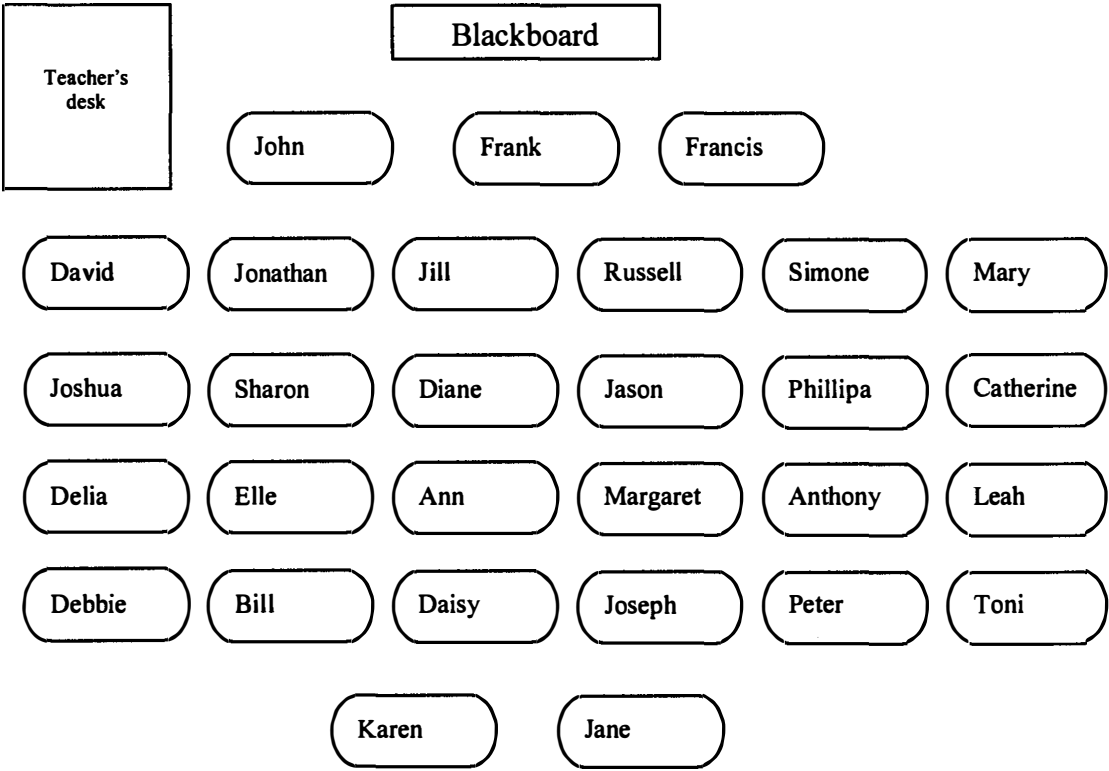 Blackboard
Teacher's
desk
John Frank Francis
David Jonathan Jill Russell Simone Mary
Joshua Sharon Diane Jason Phillipa Catherine
Delia Elle Ann Margaret Anthony Leah
Debbie Bill Daisy Joseph Peter Toni
Karen Jane